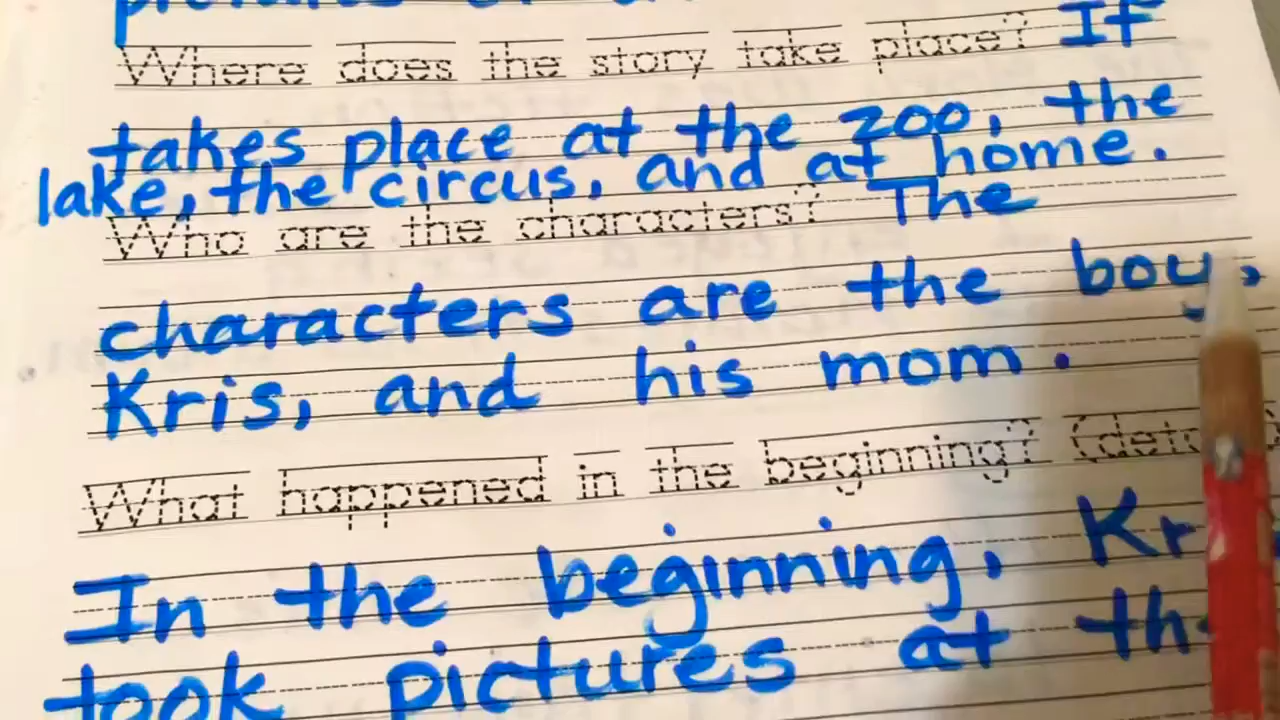 pictures
Where does the story take place? It
takes place at the zoo, the
lake, the circus, and at home.
Who are the characters? The
characters are the boy,
Kris, and his mom.
What happened in the beginning?
In the beginning,
took pictures at